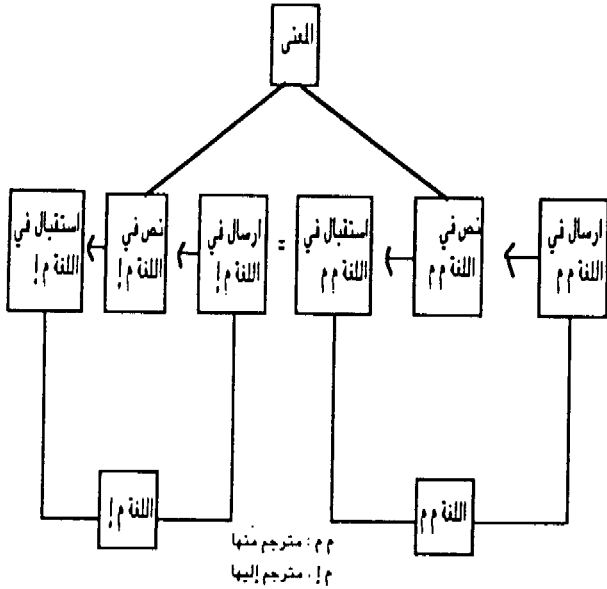 المعنى
ارسال في
اللغة م م
نص في
اللغة م م
استقبال في
اللغة م م
=
ارسال في
اللغة م إ
نص في
اللغة م إ
استقبال في
اللغة م إ
اللغة م م
اللغة م إ
م م : مترجم منها
م إ . مترجم إليها